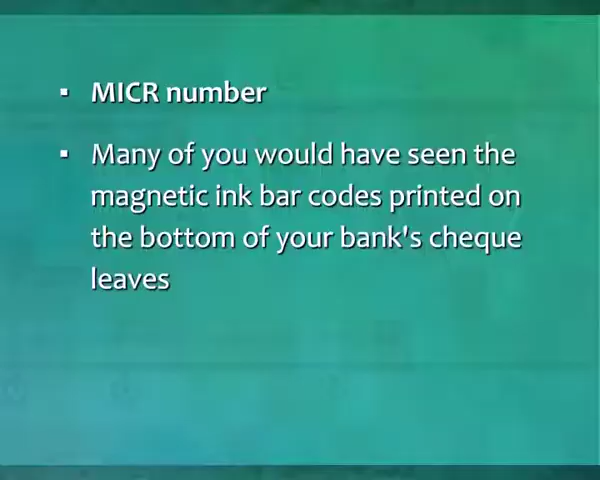 ▪ MICR number
▪ Many of you would have seen the
magnetic ink bar codes printed on
the bottom of your bank's cheque
leaves